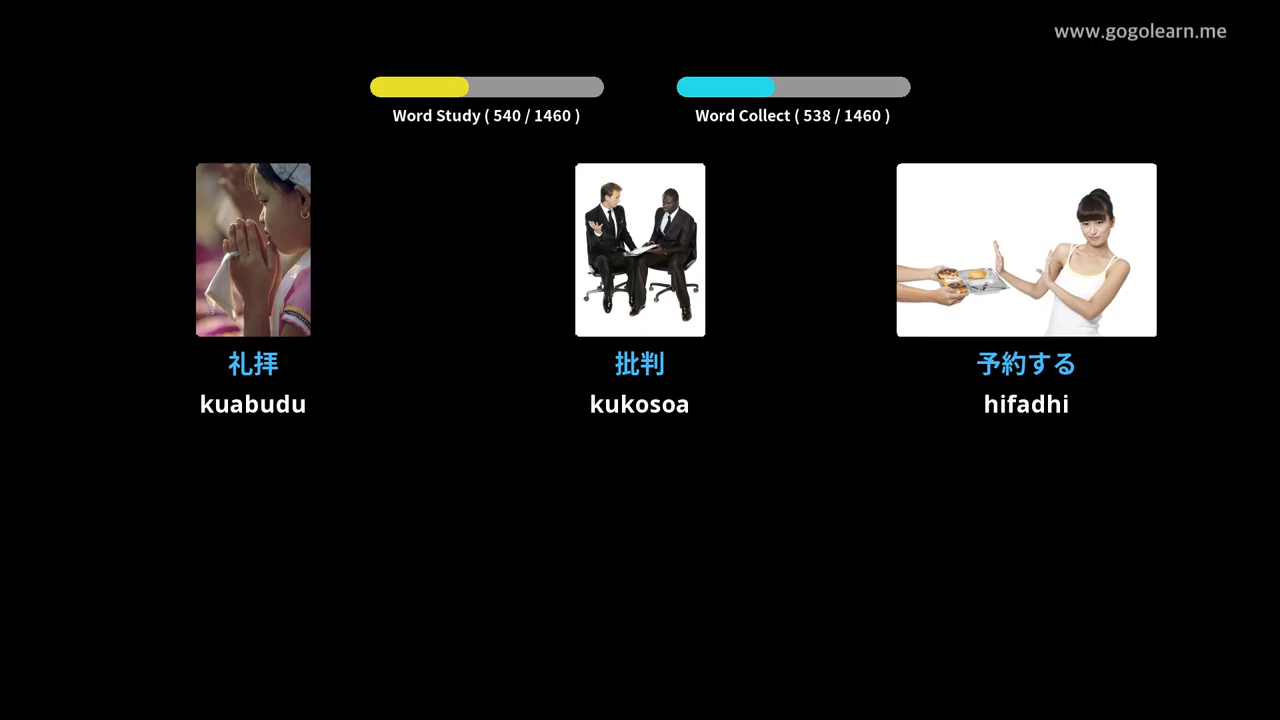 www.gogolearn.me
Word Study ( 540 / 1460 )
Word Collect ( 538 / 1460 )
礼拝
批判
予約する
kuabudu
kukosoa
hifadhi